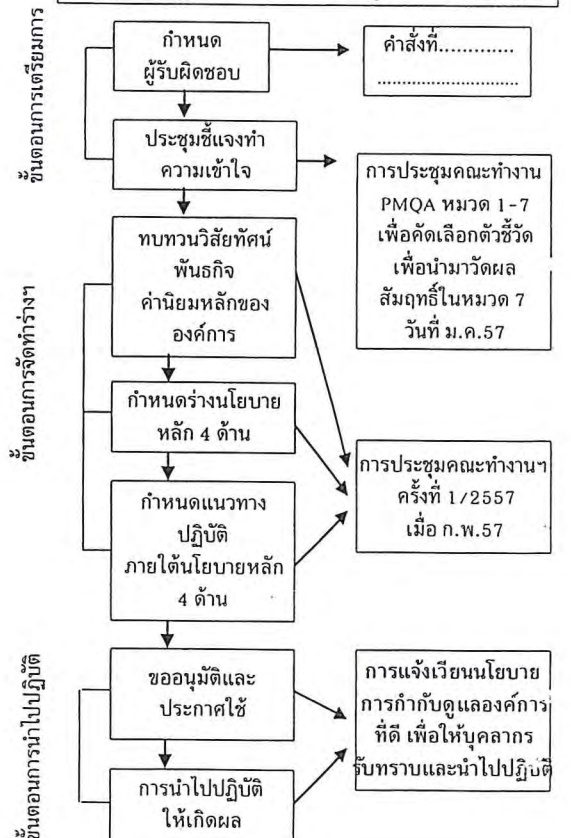 ขั้นตอนการเตรียมการ
กำหนด
ผู้รับผิดชอบ
คำสั่งที่.............
............................
ประชุมชี้แจงทำ
ความเข้าใจ
การประชุมคณะทำงาน
PMQA หมวด 1-7
เพื่อคัดเลือกตัวชี้วัด
เพื่อนำมาวัดผล
สัมฤทธิ์ในหมวด 7
วันที่ ม.ค.57
ขั้นตอนการจัดทำร่างฯ
ทบทวนวิสัยทัศน์
พันธกิจ
ค่านิยมหลักของ
องค์การ
กำหนดร่างนโยบาย
หลัก 4 ด้าน
กำหนดแนวทาง
ปฏิบัติ
ภายใต้นโยบายหลัก
4 ด้าน
การประชุมคณะทำงานฯ
ครั้งที่ 1/2557
เมื่อ ก.พ.57
ขั้นตอนการนำไปปฏิบัติ
ขออนุมัติและ
ประกาศใช้
การนำไปปฏิบัติ
ให้เกิดผล
การแจ้งเวียนนโยบาย
การกำกับดูแลองค์การ
ที่ดี เพื่อให้บุคลากร
รับทราบและนำไปปฏิบัติ